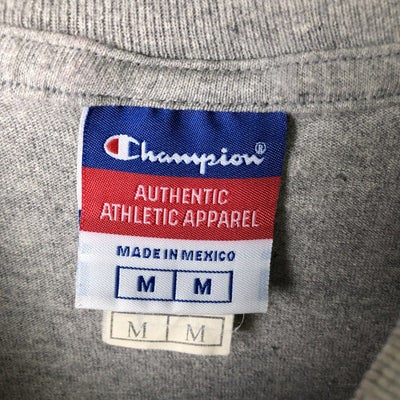 Champion®
AUTHENTIC
ATHLETIC APPAREL
MADE IN MEXICO
M M
M M